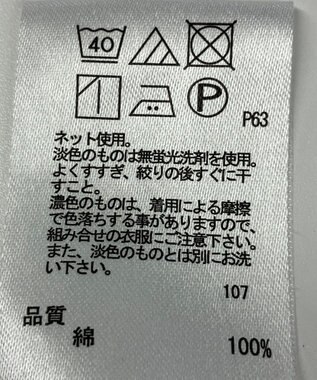 40
P
P63
ネット使用。
淡色のものは無蛍光洗剤を使用。
よくすすぎ、絞りの後すぐに干
すこと。
濃色のものは、着用による摩擦
で色落ちする事がありますので、
組み合せの衣服にご注意下さい。
また、淡色のものとは別にお洗
い下さい。
107
品質
綿 100%